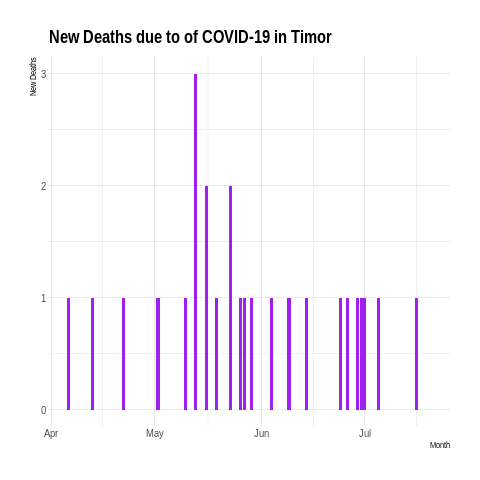 New Deaths due to of COVID-19 in Timor
New Deaths
3
2
1
0
Apr May Jun Jul
Month